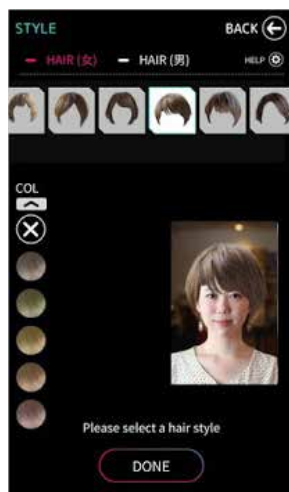 STYLE
BACK
HAIR (女)
HAIR (男)
HELP
COL
Please select a hair style
DONE